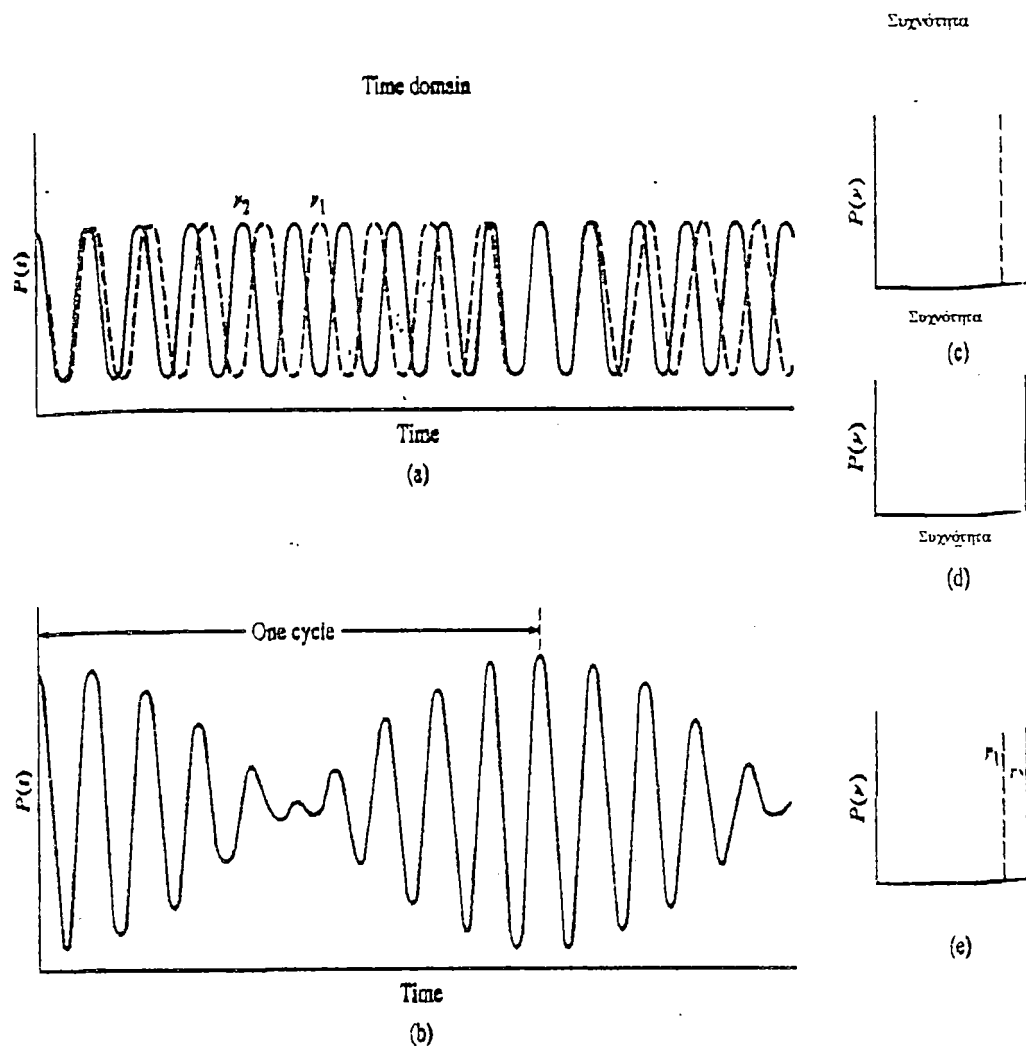 Συχνότητα
Time domain
P(t)
ν2
ν1
Time
(a)
P(ν)
Συχνότητα
(c)
P(ν)
Συχνότητα
(d)
One cycle
P(t)
Time
(b)
P(ν)
ν1
(e)